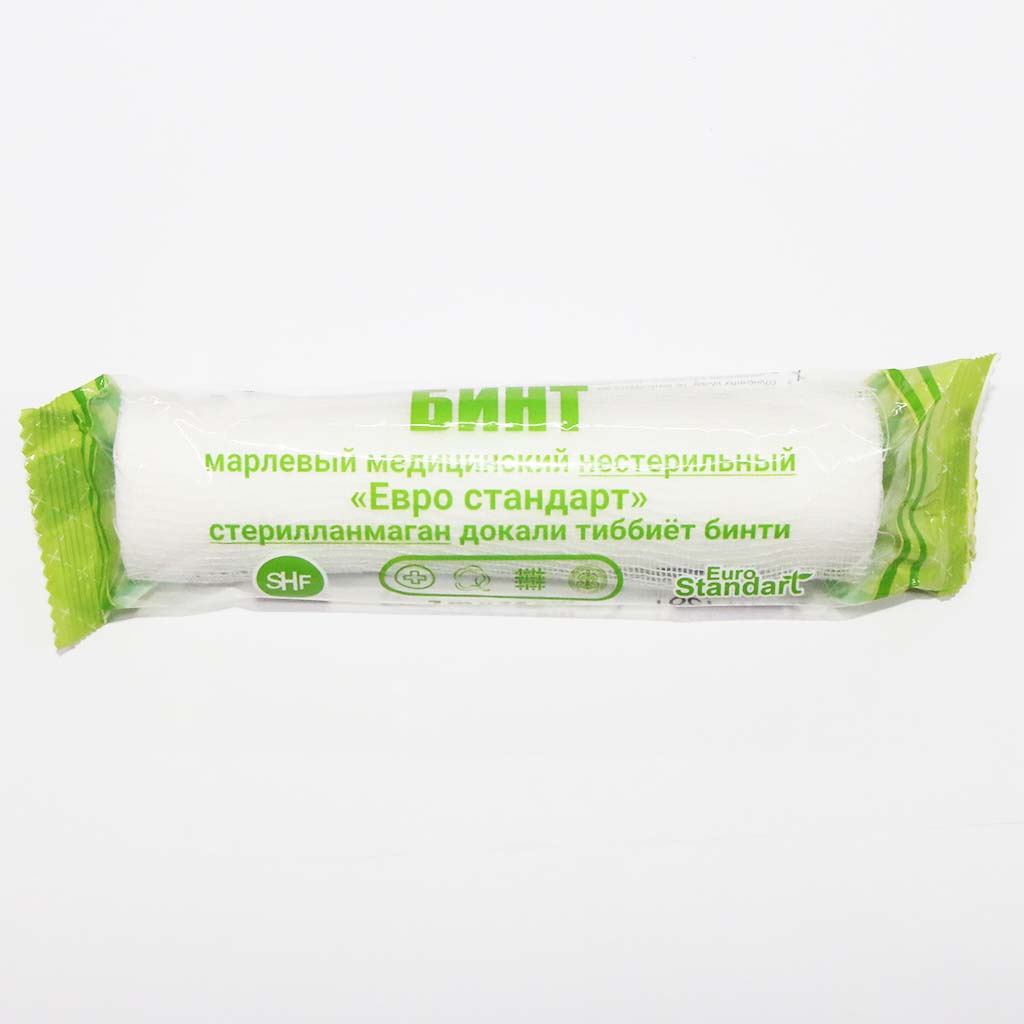 БИНТ
марлевый медицинский нестерильный
«Евро стандарт»
стерилланмаган докали тиббиёт бинти
SHF
Euro
Standart